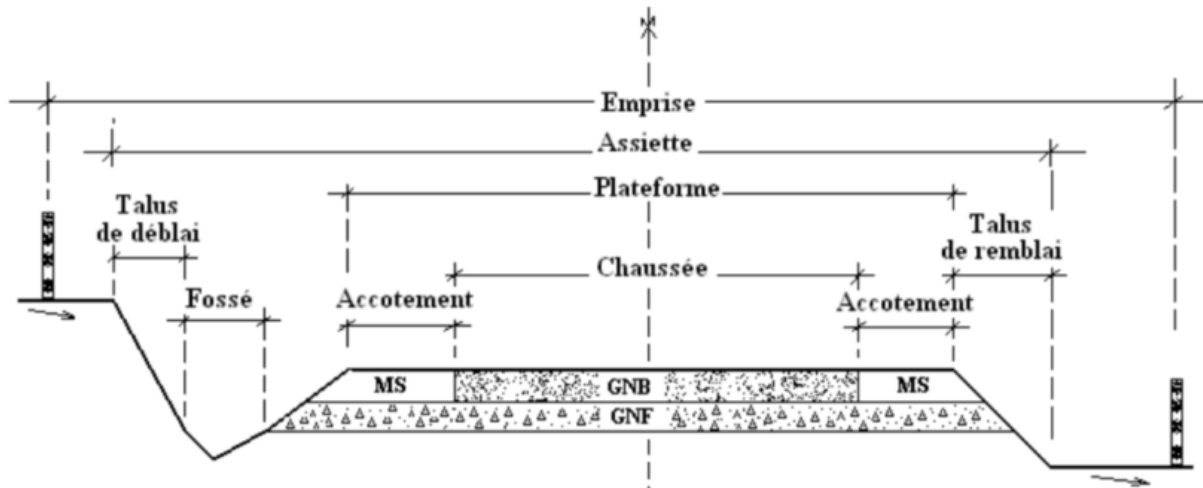 Emprise
Assiette
Plateforme
Talus
de déblai
Talus
de remblai
Chaussée
Fossé
Accotement
Accotement
MS
GNB
MS
GNF